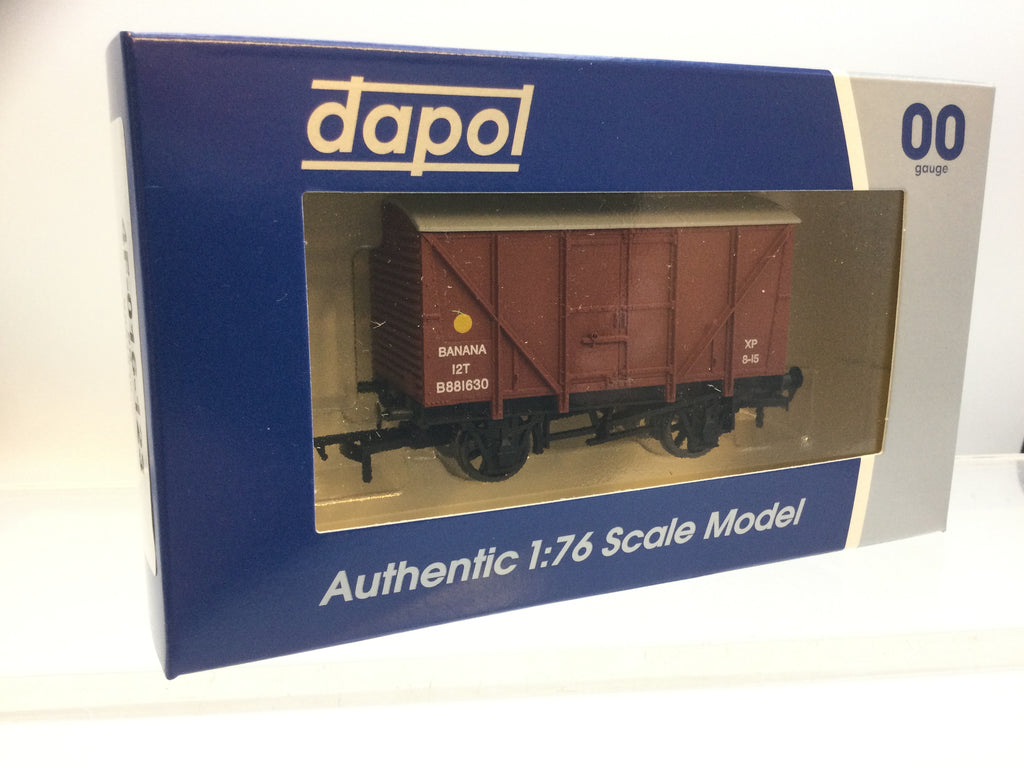 dapol
00
gauge
BANANA
12T
B881630
XP
8-15
Authentic 1:76 Scale Model